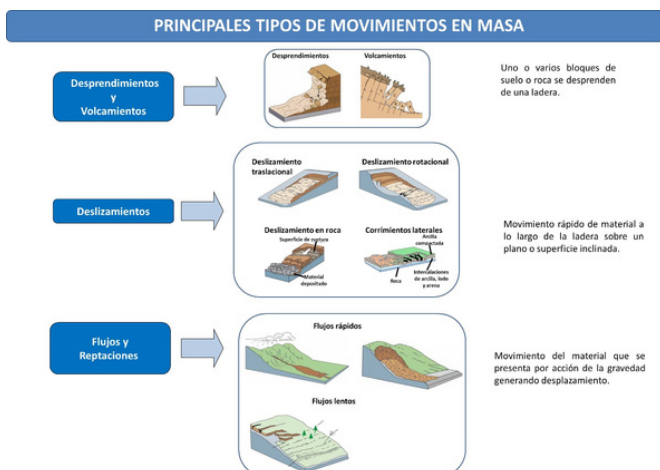 PRINCIPALES TIPOS DE MOVIMIENTOS EN MASA
Desprendimientos
y
Volcamientos
Desprendimientos
Volcamientos
Uno o varios bloques de
suelo o roca se desprenden
de una ladera.
Deslizamientos
Deslizamiento
traslacional
Deslizamiento rotacional
Deslizamiento en roca
Superficie de ruptura
Material
depositado
Corrimientos laterales
Arcilla
compactada
Roca
Intercalaciones
de arcilla, lodo
y arena
Movimiento rápido de material a
lo largo de la ladera sobre un
plano o superficie inclinada.
Flujos y
Reptaciones
Flujos rápidos
Flujos lentos
Movimiento del material que se
presenta por acción de la gravedad
generando desplazamiento.